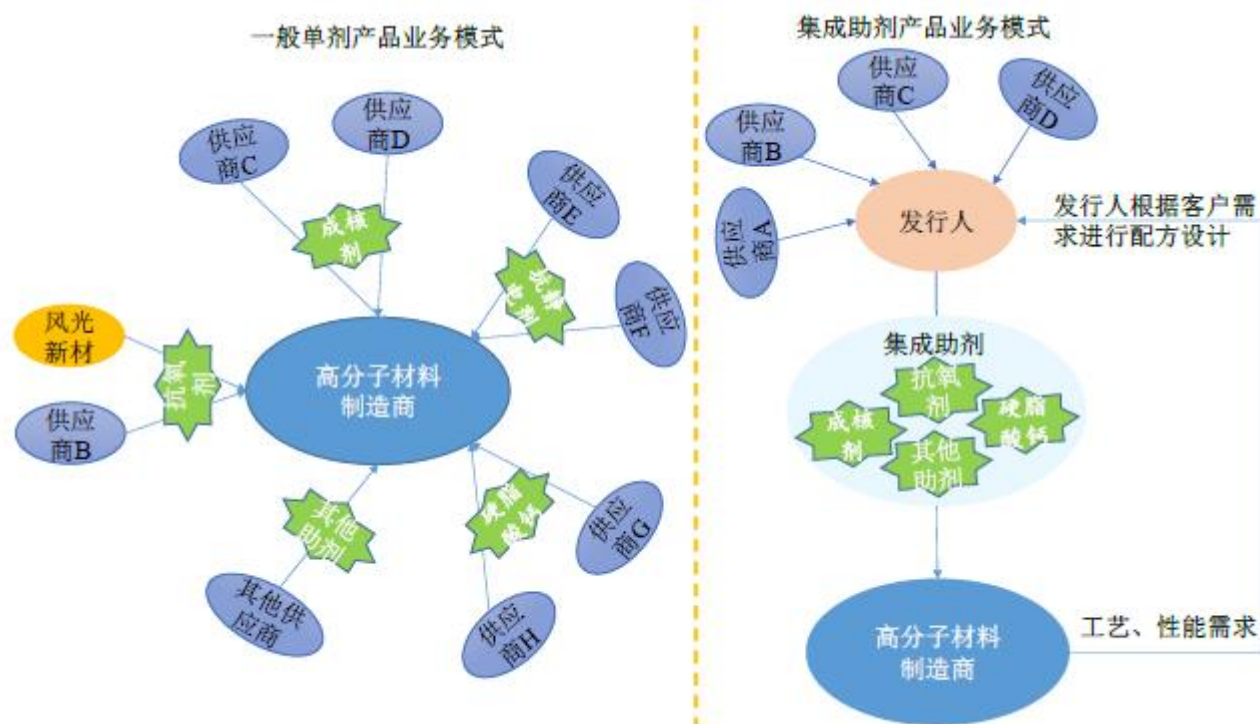 一般单剂产品业务模式
供应
商C
供应
商D
供应
商E
供应
商F
供应
商G
供应
商H
其他供
应商
供应
商B
风光
新材
成核
剂
抗氧
剂
其他
助剂
硬脂
酸钙
高分子材料
制造商
集成助剂产品业务模式
供应
商A
供应
商B
供应
商C
供应
商D
发行人
发行人根据客户需
求进行配方设计
集成助剂
抗氧
剂
成核
剂
硬脂
酸钙
其他
助剂
高分子材料
制造商
工艺、性能需求